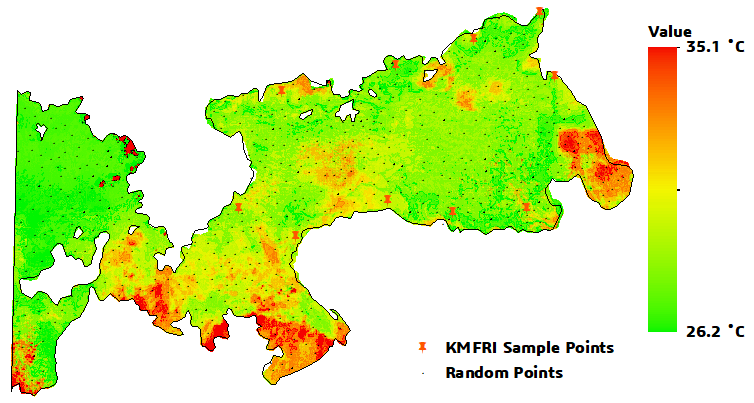 Value
35.1 °C
26.2 °C
KMFRI Sample Points
Random Points